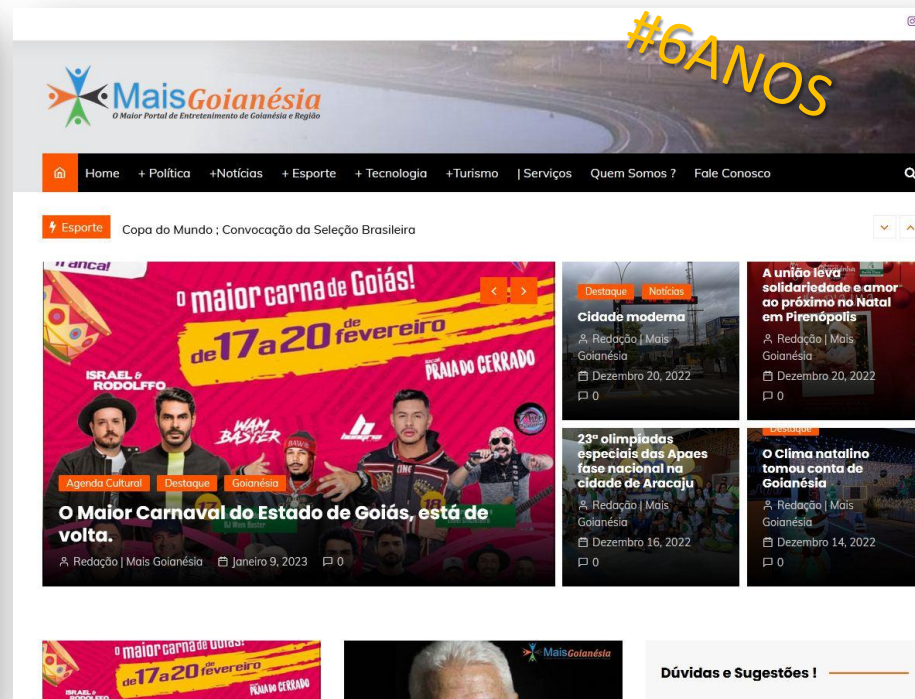 #6ANOS
MaisGoianésia
O Maior Portal de Entretenimento de Goianésia e Região
Home + Política +Notícias + Esporte + Tecnologia +Turismo | Serviços Quem Somos ? Fale Conosco
Esporte Copa do Mundo ; Convocação da Seleção Brasileira
o maior carna de Goiás!
de 17 a 20 de fevereiro
PRAIA DO CERRADO
ISRAEL &
RODOLFFO
WAM
BASTER
Agenda Cultural Destaque Goianésia
O Maior Carnaval do Estado de Goiás, está de
volta.
Redação | Mais Goianésia Janeiro 9, 2023 0
Destaque Notícias
Cidade moderna
Redação | Mais
Goianésia
Dezembro 20, 2022
0
A união leva
solidariedade e amor
ao próximo no Natal
em Pirenópolis
Redação | Mais
Goianésia
Dezembro 20, 2022
0
23ª olimpíadas
especiais das Apaes
fase nacional na
cidade de Aracaju
Redação | Mais
Goianésia
Dezembro 16, 2022
0
Destaque
O Clima natalino
tomou conta de
Goianésia
Redação | Mais
Goianésia
Dezembro 14, 2022
0
o maior carna de Goiás!
de 17 a 20 de fevereiro
PRAIA DO CERRADO
ISRAEL &
RODOLFFO
MaisGoianésia
Dúvidas e Sugestões !